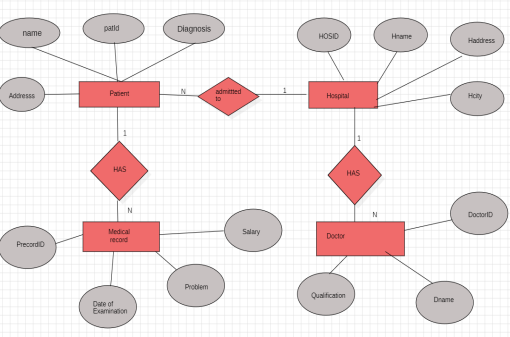 name
patId
Diagnosis
HOSID
Hname
Haddress
Addresss
Patient
N
admittted
to
1
Hospital
Hcity
1
1
HAS
HAS
N
N
DoctorID
PrecordID
Medical
record
Salary
Doctor
Problem
Date of
Examination
Qualification
Dname